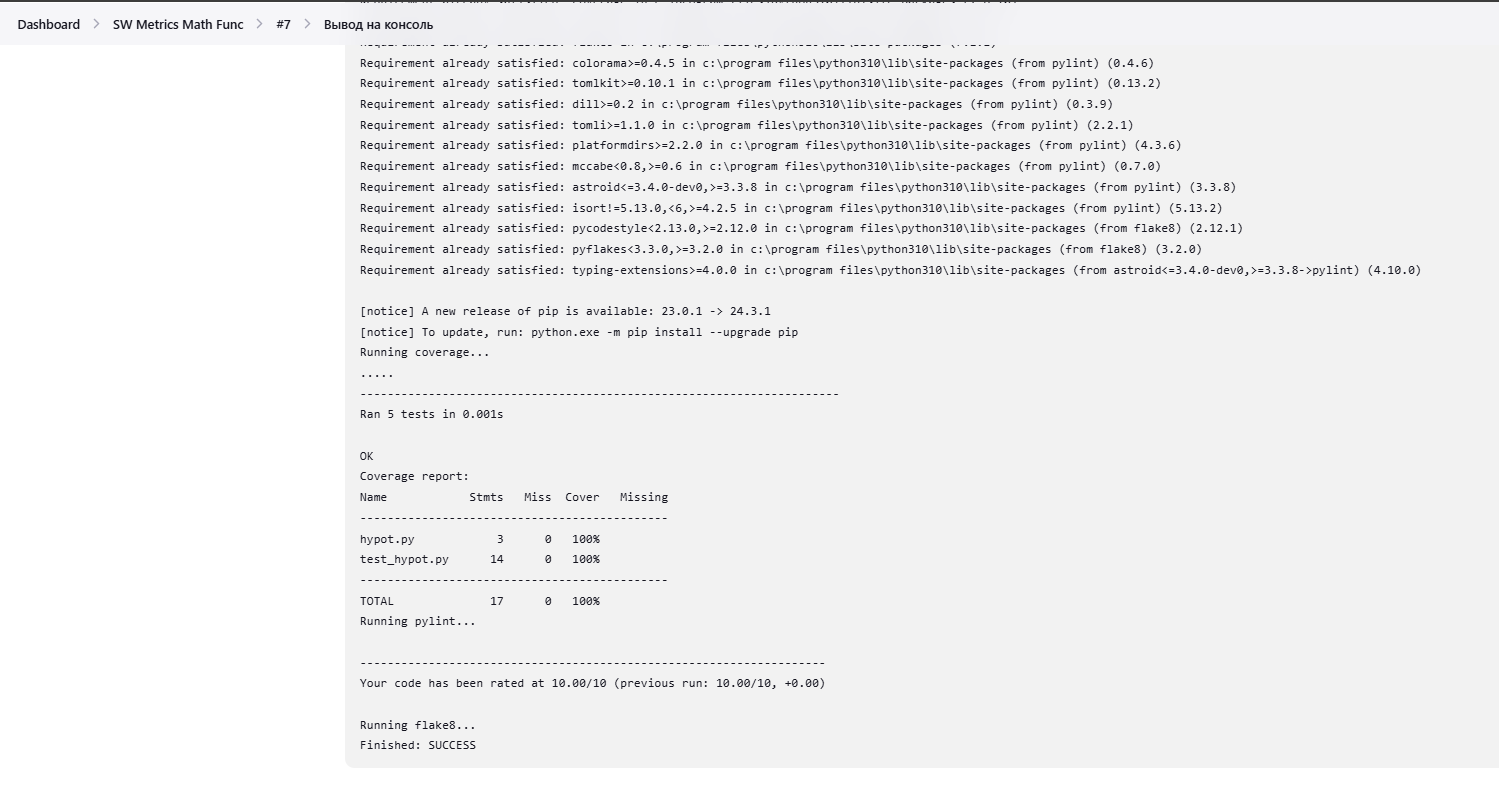 Dashboard > SW Metrics Math Func > #7 > Вывод на консоль
Requirement already satisfied: colorama>=0.4.5 in c:\program files\python310\lib\site-packages (from pylint) (0.4.6)
Requirement already satisfied: tomlkit>=0.10.1 in c:\program files\python310\lib\site-packages (from pylint) (0.13.2)
Requirement already satisfied: dill>=0.2 in c:\program files\python310\lib\site-packages (from pylint) (0.3.9)
Requirement already satisfied: tomli>=1.1.0 in c:\program files\python310\lib\site-packages (from pylint) (2.2.1)
Requirement already satisfied: platformdirs>=2.2.0 in c:\program files\python310\lib\site-packages (from pylint) (4.3.6)
Requirement already satisfied: mccabe<0.8,>=0.6 in c:\program files\python310\lib\site-packages (from pylint) (0.7.0)
Requirement already satisfied: astroid<=3.4.0-dev0,>=3.3.8 in c:\program files\python310\lib\site-packages (from pylint) (3.3.8)
Requirement already satisfied: isort!=5.13.0,<6,>=4.2.5 in c:\program files\python310\lib\site-packages (from pylint) (5.13.2)
Requirement already satisfied: pycodestyle<2.13.0,>=2.12.0 in c:\program files\python310\lib\site-packages (from flake8) (2.12.1)
Requirement already satisfied: pyflakes<3.3.0,>=3.2.0 in c:\program files\python310\lib\site-packages (from flake8) (3.2.0)
Requirement already satisfied: typing-extensions>=4.0.0 in c:\program files\python310\lib\site-packages (from astroid<=3.4.0-dev0,>=3.3.8->pylint) (4.10.0)

[notice] A new release of pip is available: 23.0.1 -> 24.3.1
[notice] To update, run: python.exe -m pip install --upgrade pip
Running coverage...
.....
----------------------------------------------------------------------
Ran 5 tests in 0.001s

OK
Coverage report:
Name            Stmts   Miss  Cover   Missing
---------------------------------------------
hypot.py            3      0   100%
test_hypot.py      14      0   100%
---------------------------------------------
TOTAL              17      0   100%
Running pylint...

--------------------------------------------------------------------
Your code has been rated at 10.00/10 (previous run: 10.00/10, +0.00)

Running flake8...
Finished: SUCCESS